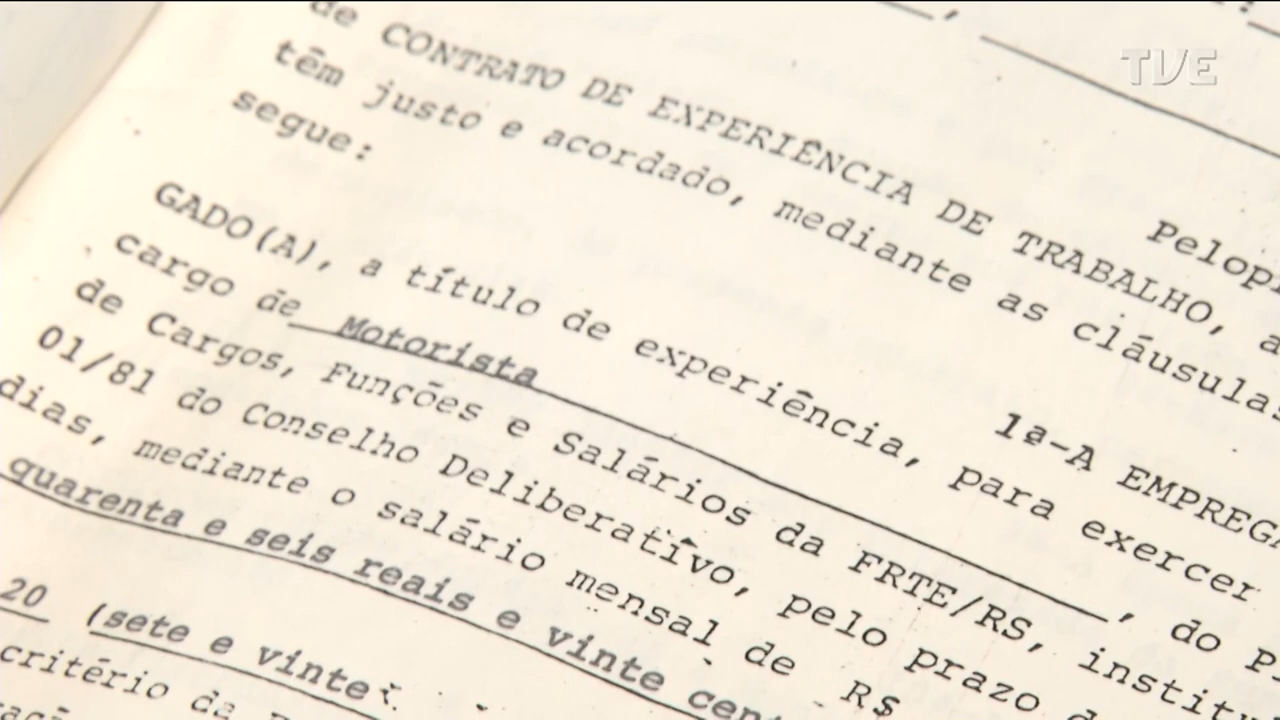 TVE
Pelop
de CONTRATO DE EXPERIÊNCIA DE TRABALHO, a
têm justo e acordado, mediante as cláusulas
segue:
1ª-A EMPREGA
GADO(A), a título de experiência, para exercer
cargo de Motorista , do P
de Cargos, Funções e Salários da FRTE/RS, institu
01/81 do Conselho Deliberativo, pelo prazo d
dias, mediante o salário mensal de R$
quarenta e seis reais e vinte cent
20 (sete e vinte
critério da